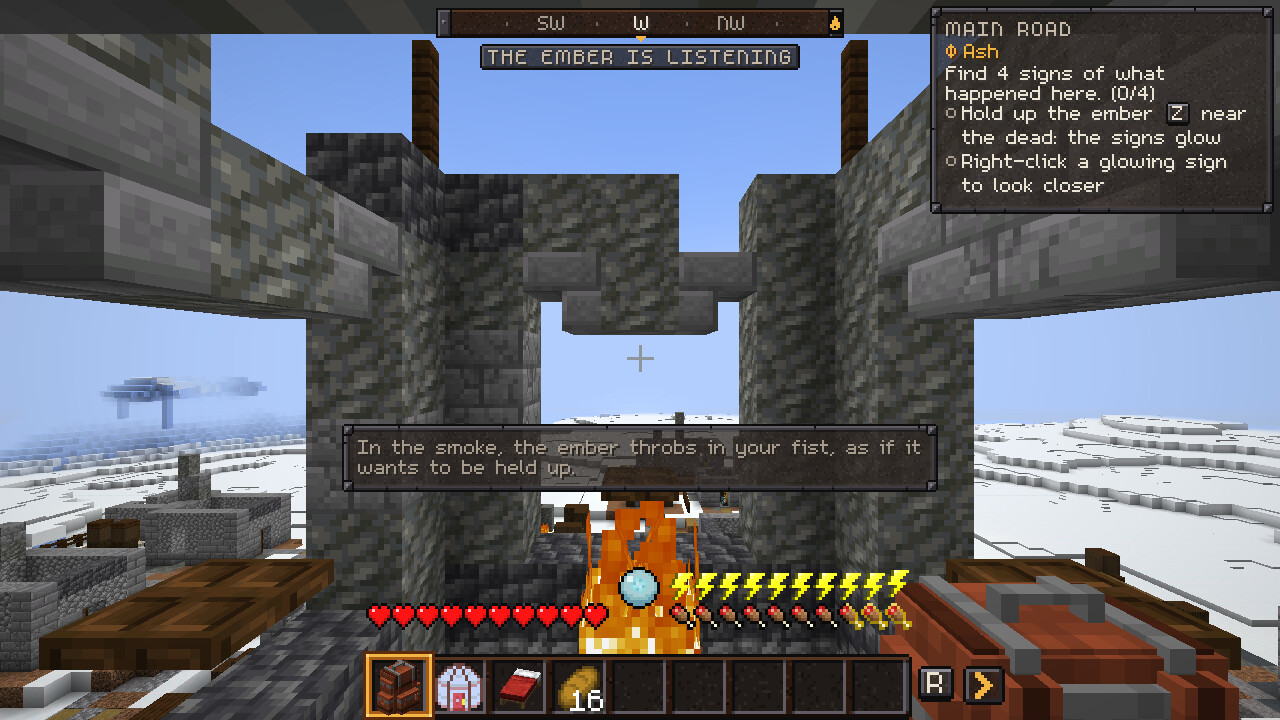 SW W NW
THE EMBER IS LISTENING
MAIN ROAD
Ash
Find 4 signs of what
happened here. (0/4)
Hold up the ember Z near
the dead: the signs glow
Right-click a glowing sign
to look closer
In the smoke, the ember throbs in your fist, as if it
wants to be held up.
16
R